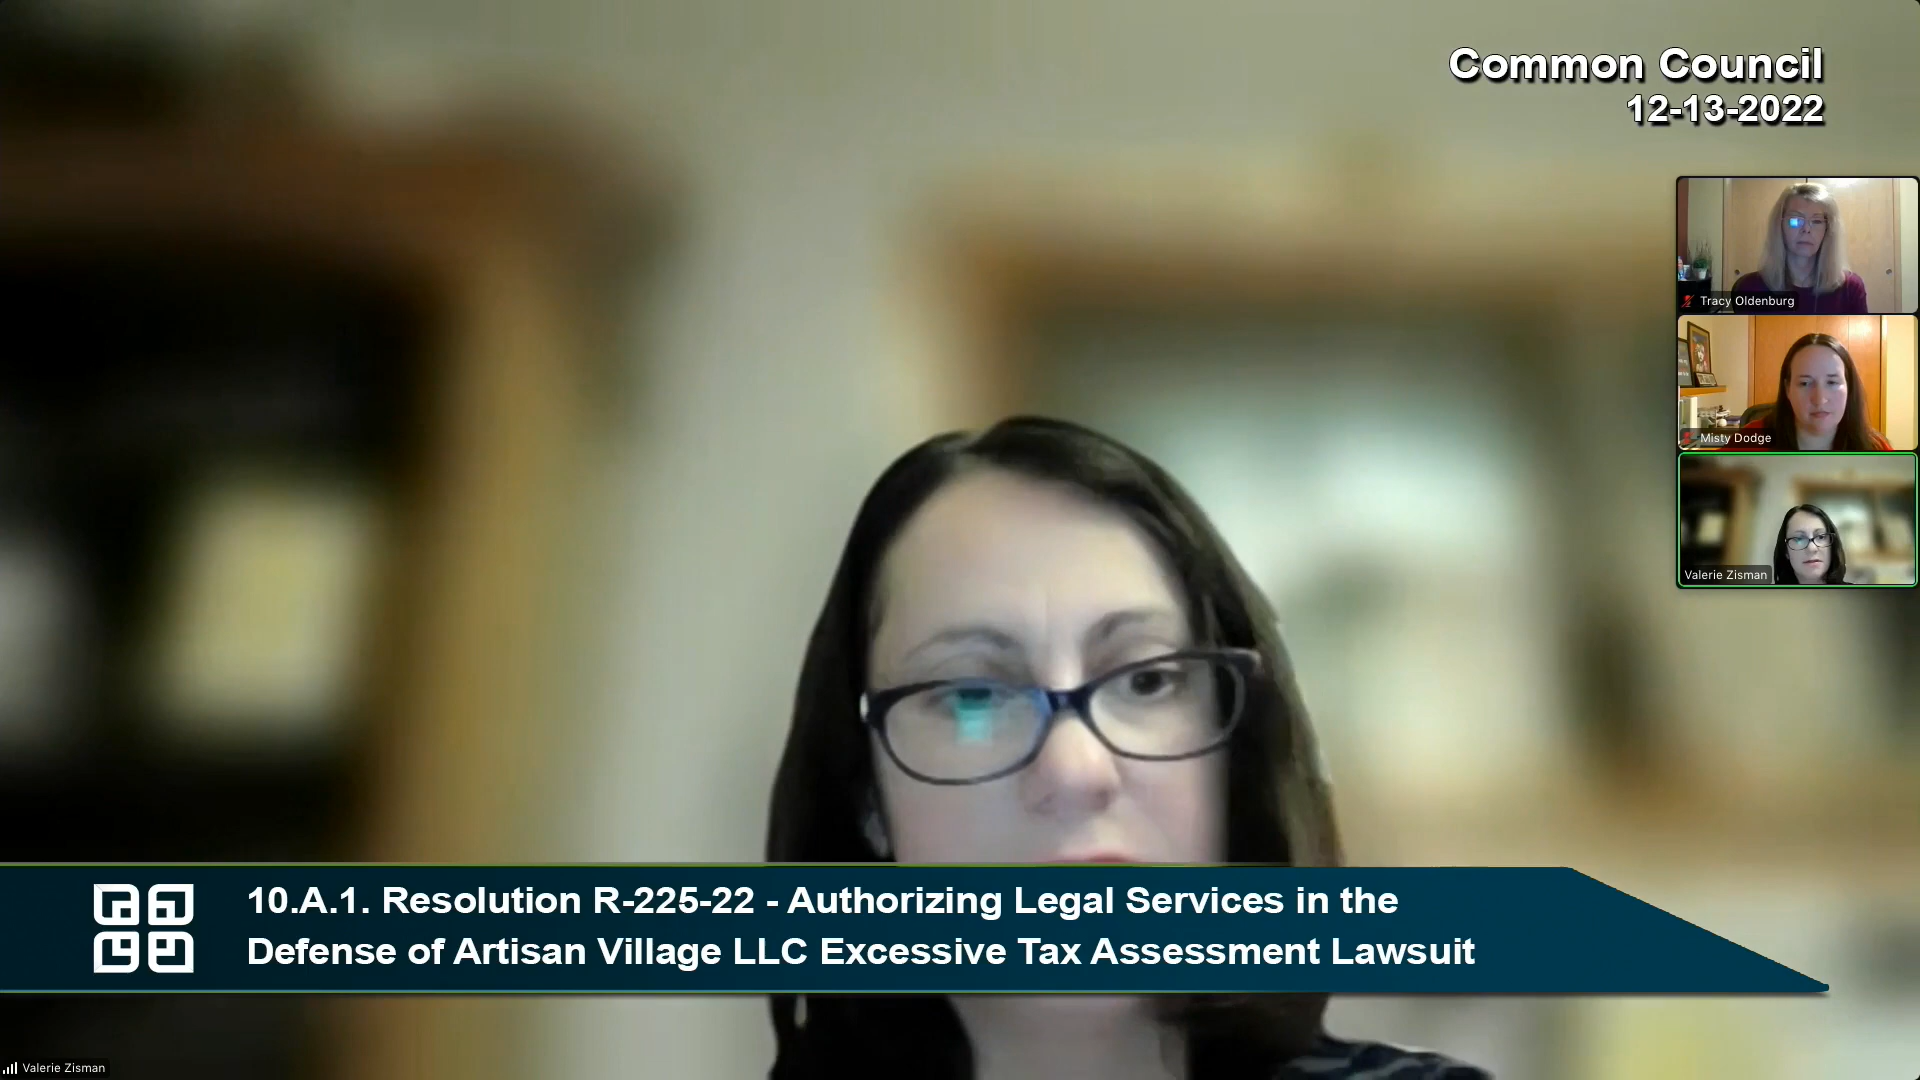 Common Council
12-13-2022
Tracy Oldenburg
Misty Dodge
Valerie Zisman
10.A.1. Resolution R-225-22 - Authorizing Legal Services in the
Defense of Artisan Village LLC Excessive Tax Assessment Lawsuit
Valerie Zisman